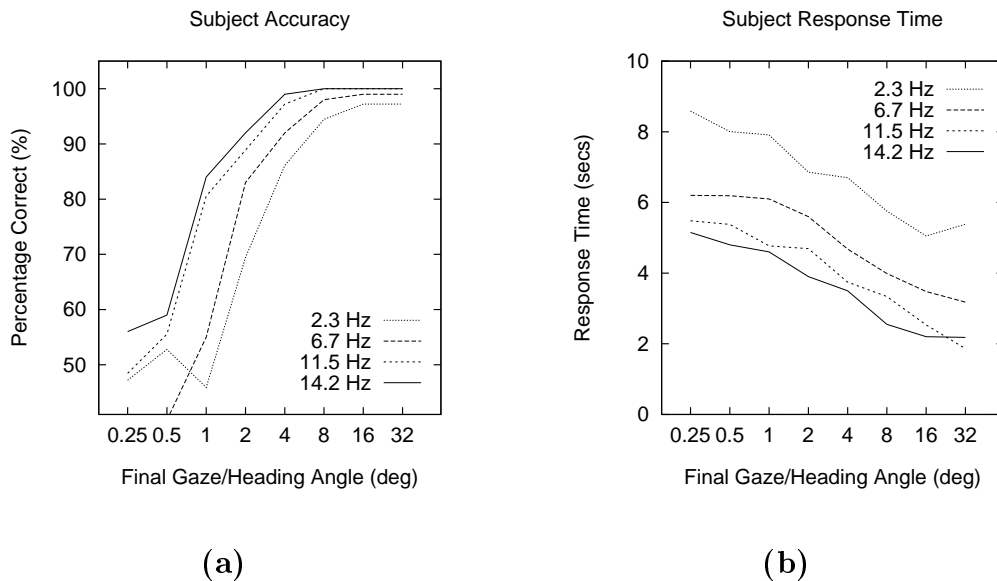 Subject Accuracy
100
90
80
70
60
50
Percentage Correct (%)
2.3 Hz
6.7 Hz
11.5 Hz
14.2 Hz
0.25 0.5 1 2 4 8 16 32
Final Gaze/Heading Angle (deg)
(a)
Subject Response Time
10
8
6
4
2
0
Response Time (secs)
2.3 Hz
6.7 Hz
11.5 Hz
14.2 Hz
0.25 0.5 1 2 4 8 16 32
Final Gaze/Heading Angle (deg)
(b)